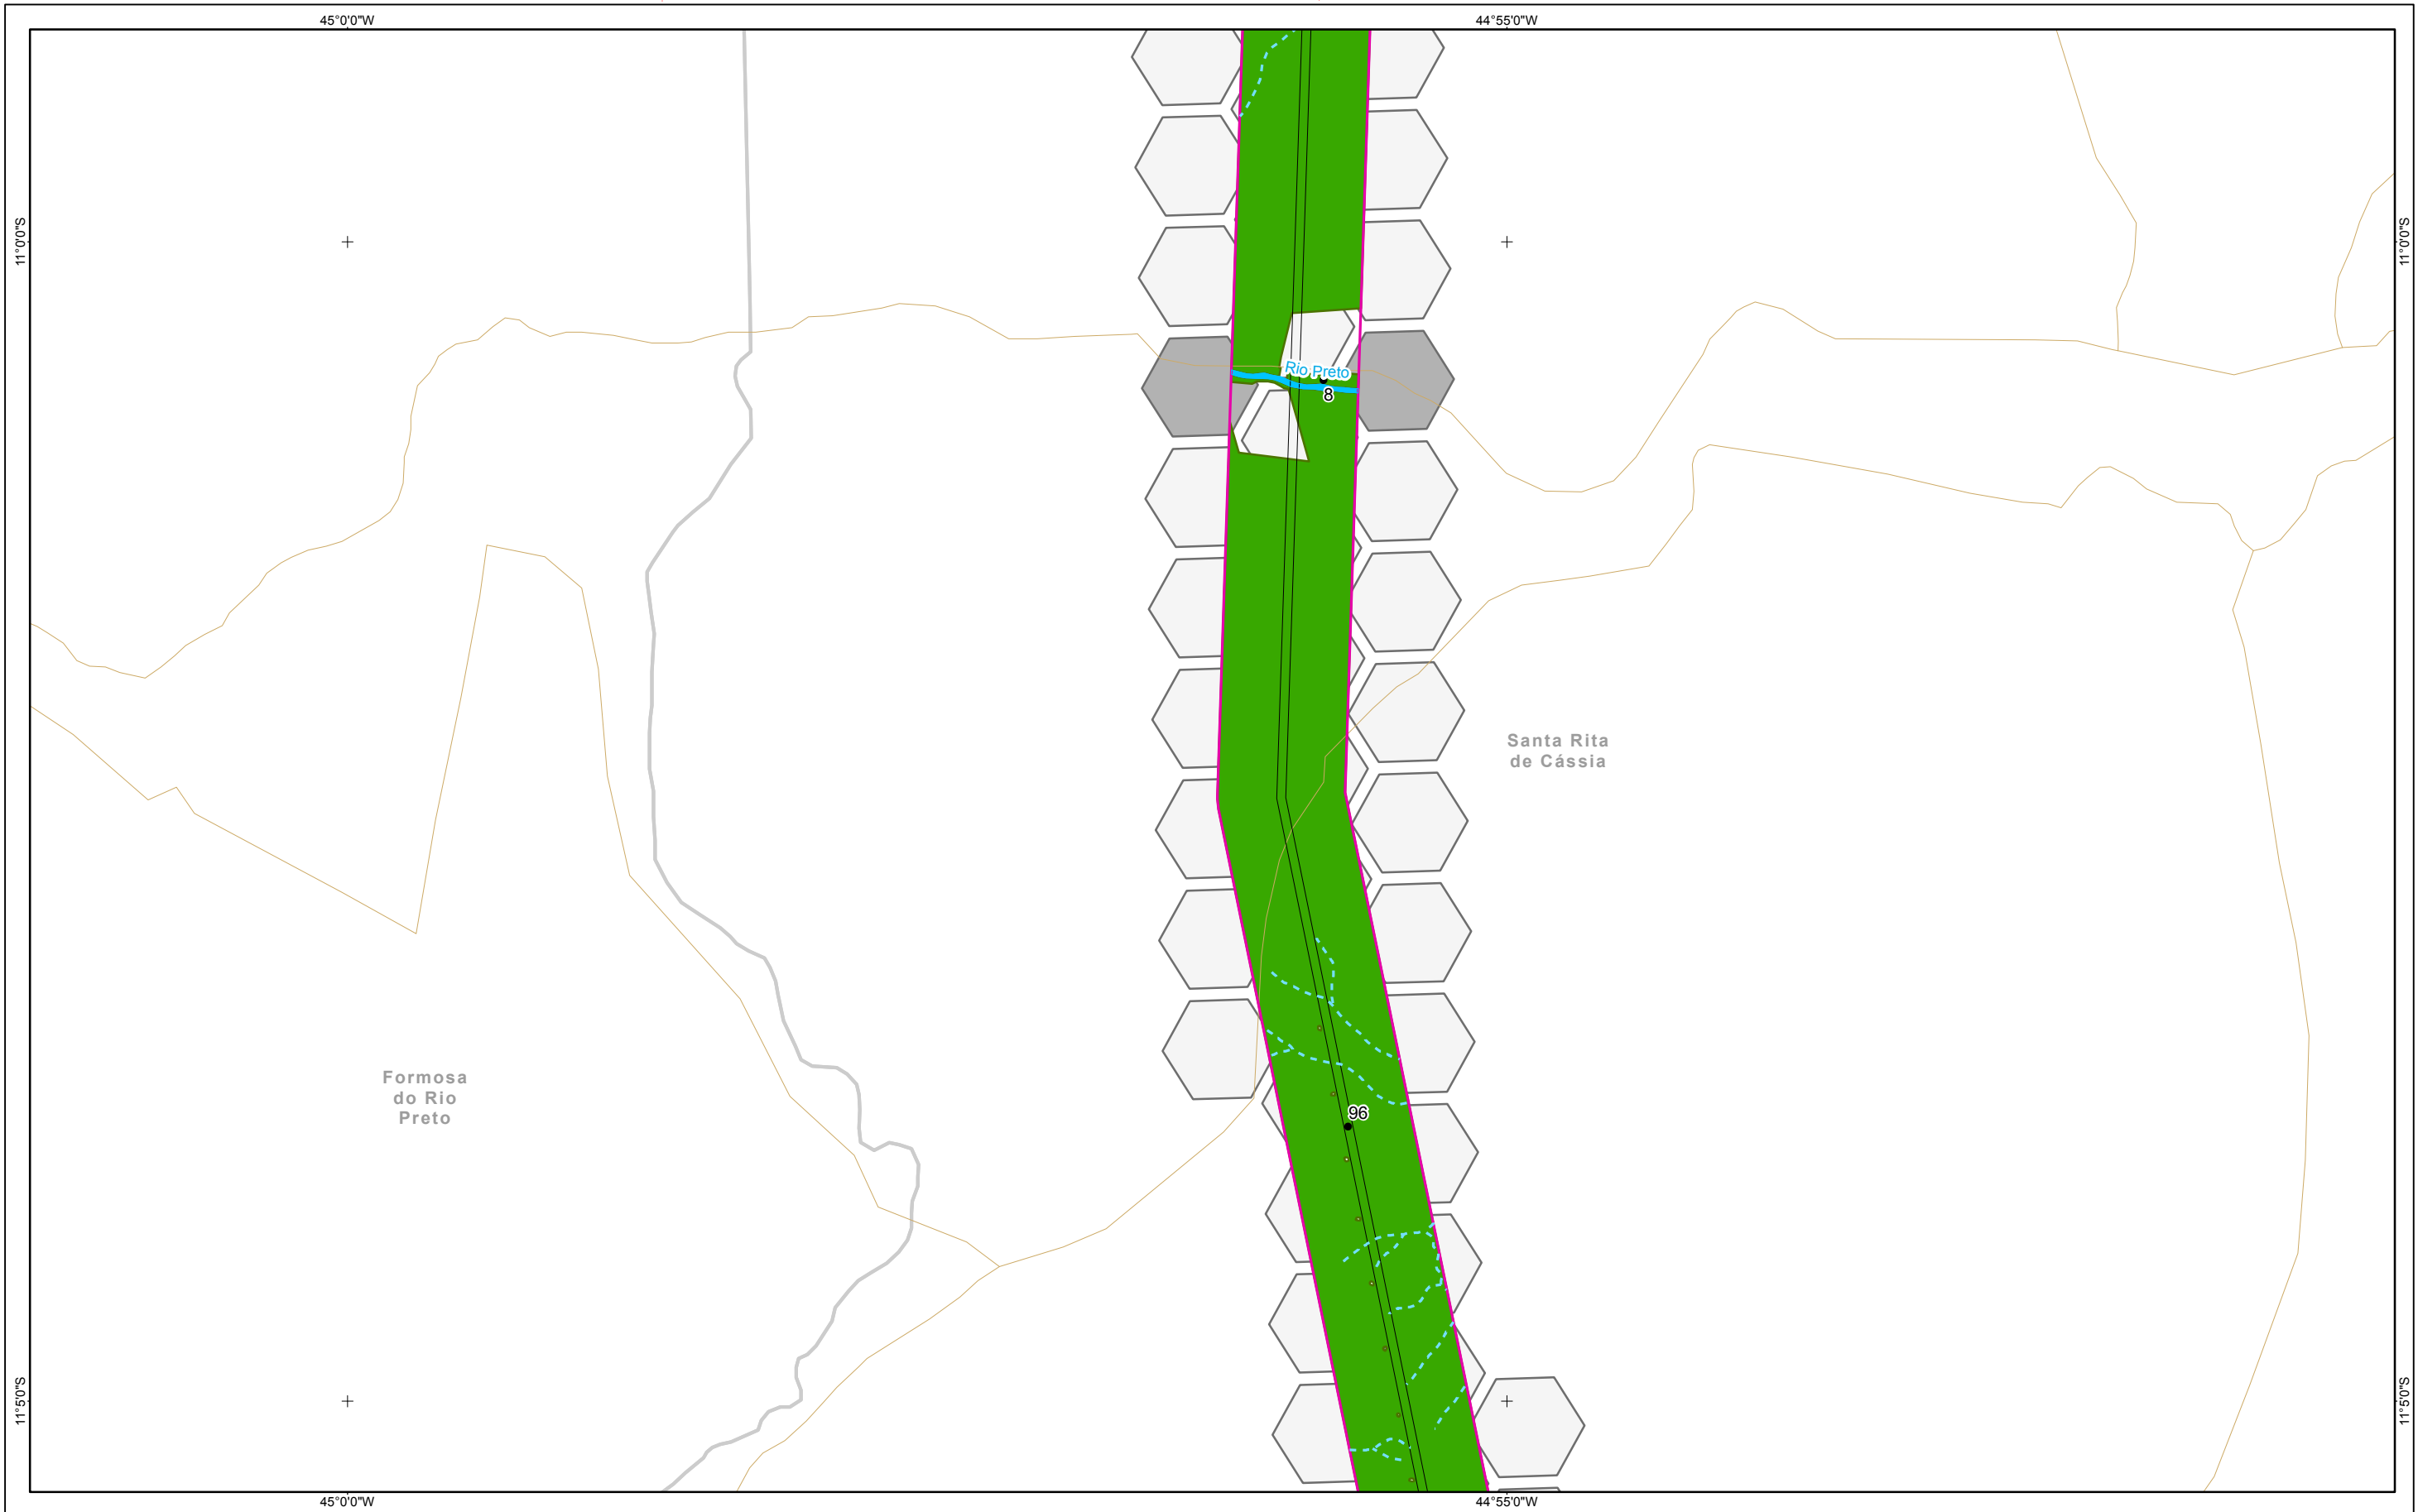 45°0'0"W
44°55'0"W
11°0'0"S
11°0'0"S
Rio Preto
8
Santa Rita
de Cássia
Formosa
do Rio
Preto
96
11°5'0"S
11°5'0"S
45°0'0"W
44°55'0"W